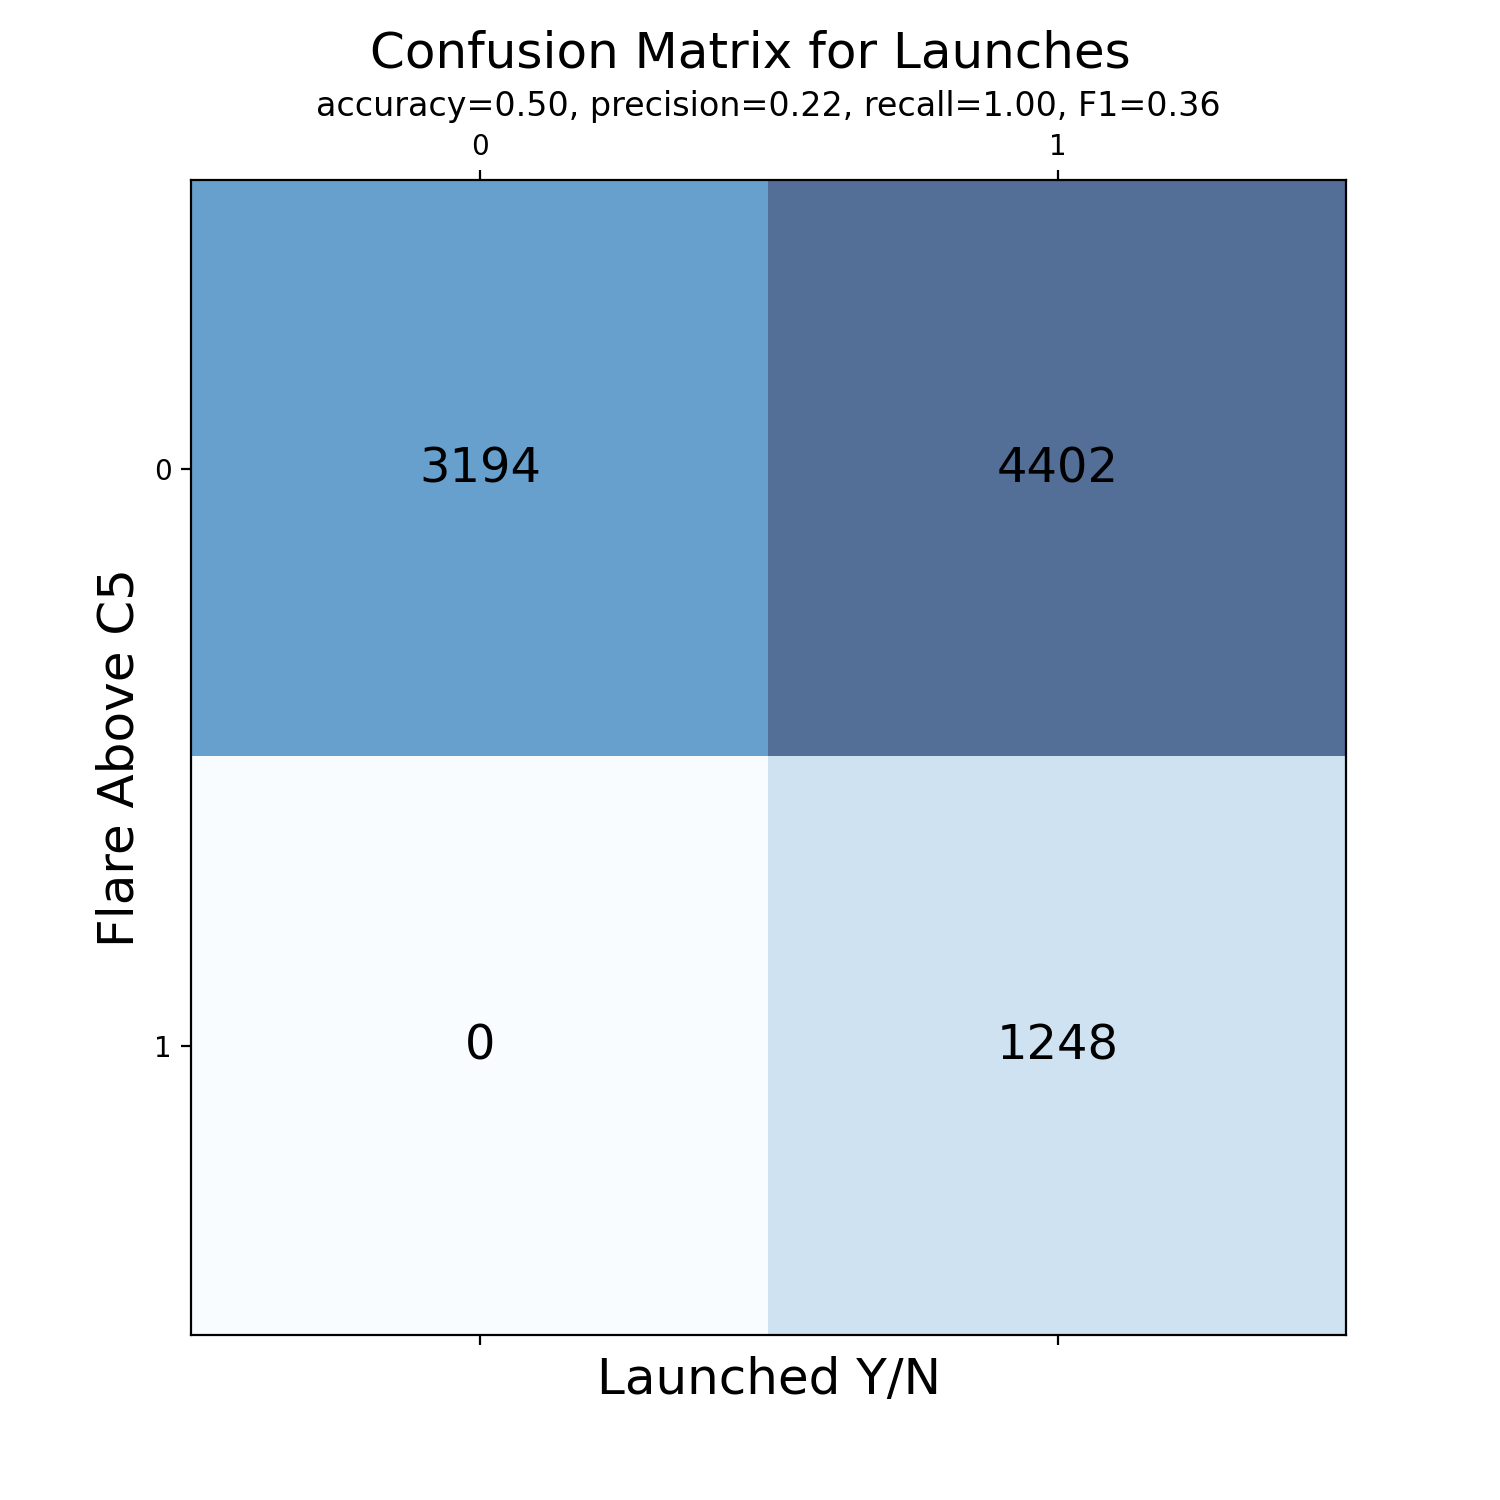 Confusion Matrix for Launches
accuracy=0.50, precision=0.22, recall=1.00, F1=0.36
0 1
0 3194 4402
Flare Above C5
1 0 1248
Launched Y/N